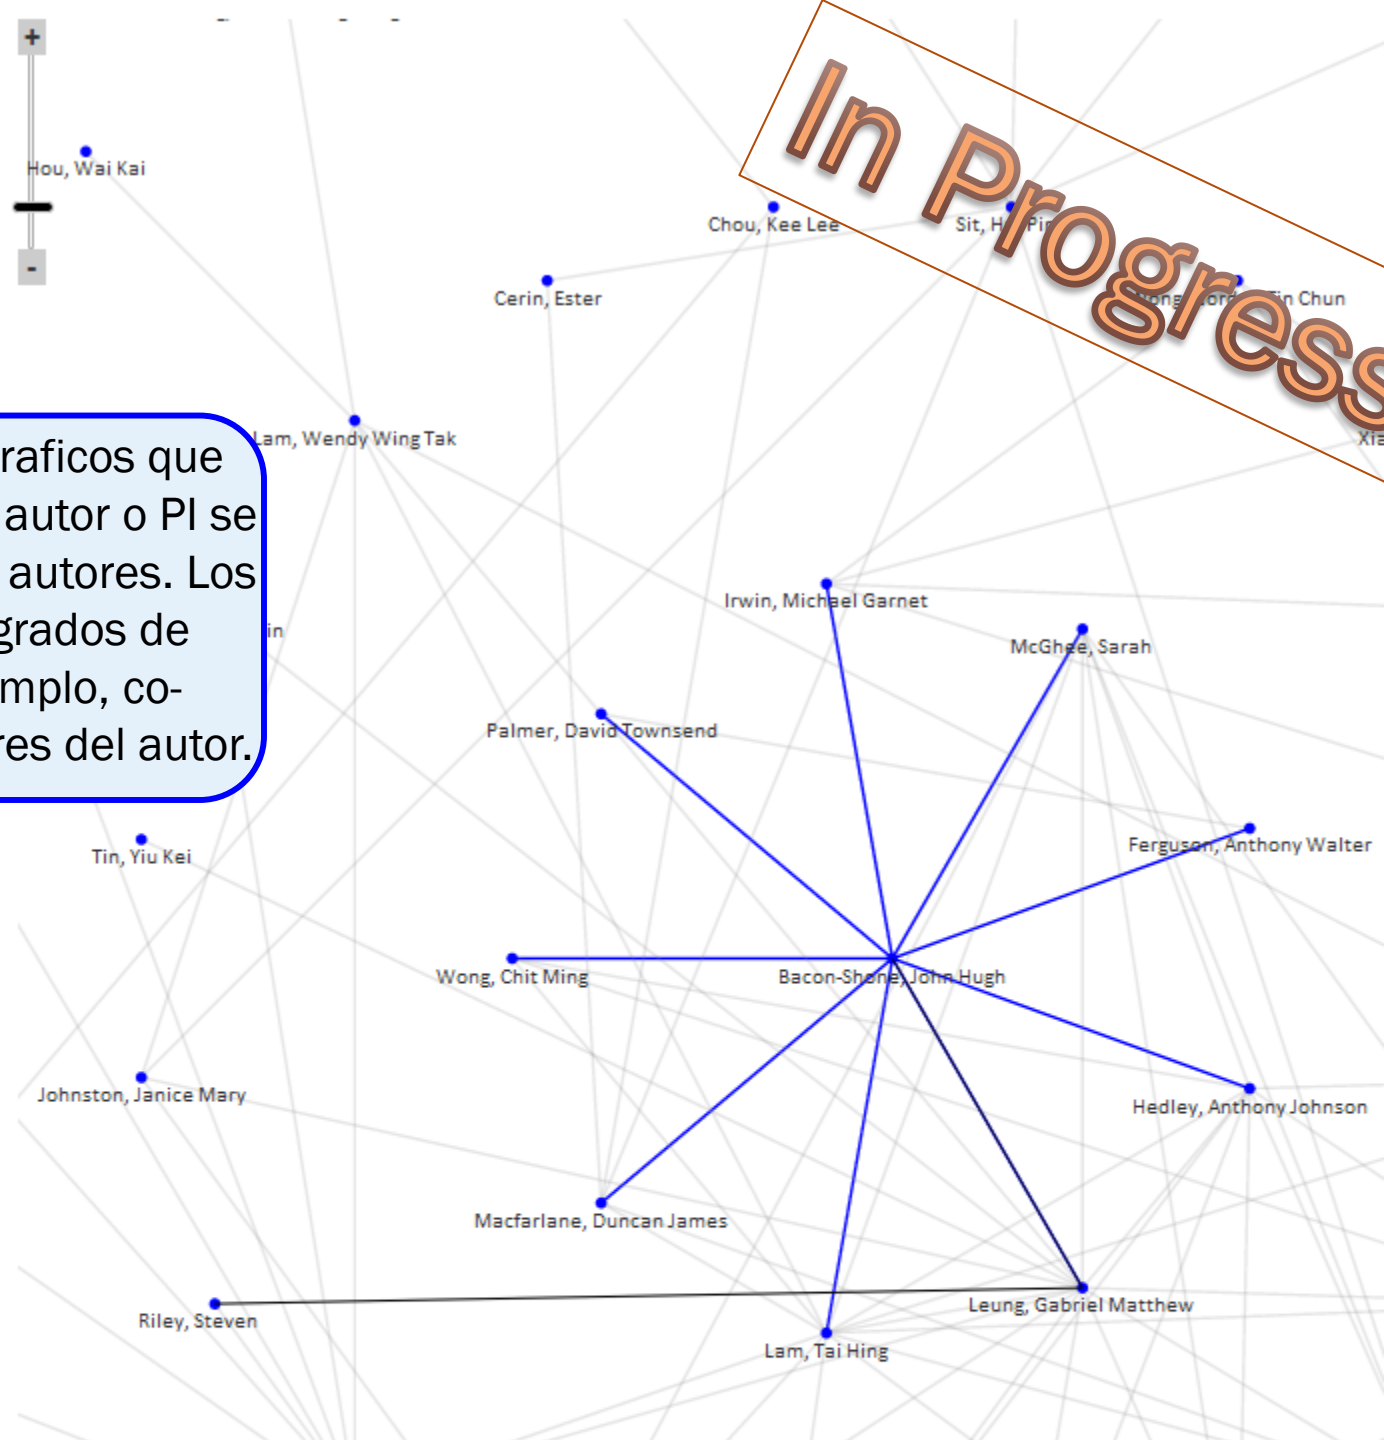 +
Hou, Wai Kai
-
In Progress
Chou, Kee Lee
Cerin, Ester
Tin Chun
Lam, Wendy Wing Tak
que
autor o PI se
autores. Los
grados de
co-
del autor.
Irwin, Michael Garnet
McGhee, Sarah
Palmer, David Townsend
Ferguson, Anthony Walter
Tin, Yiu Kei
Wong, Chit Ming
Bacon-Shone, John Hugh
Johnston, Janice Mary
Hedley, Anthony Johnson
Macfarlane, Duncan James
Riley, Steven
Leung, Gabriel Matthew
Lam, Tai Hing